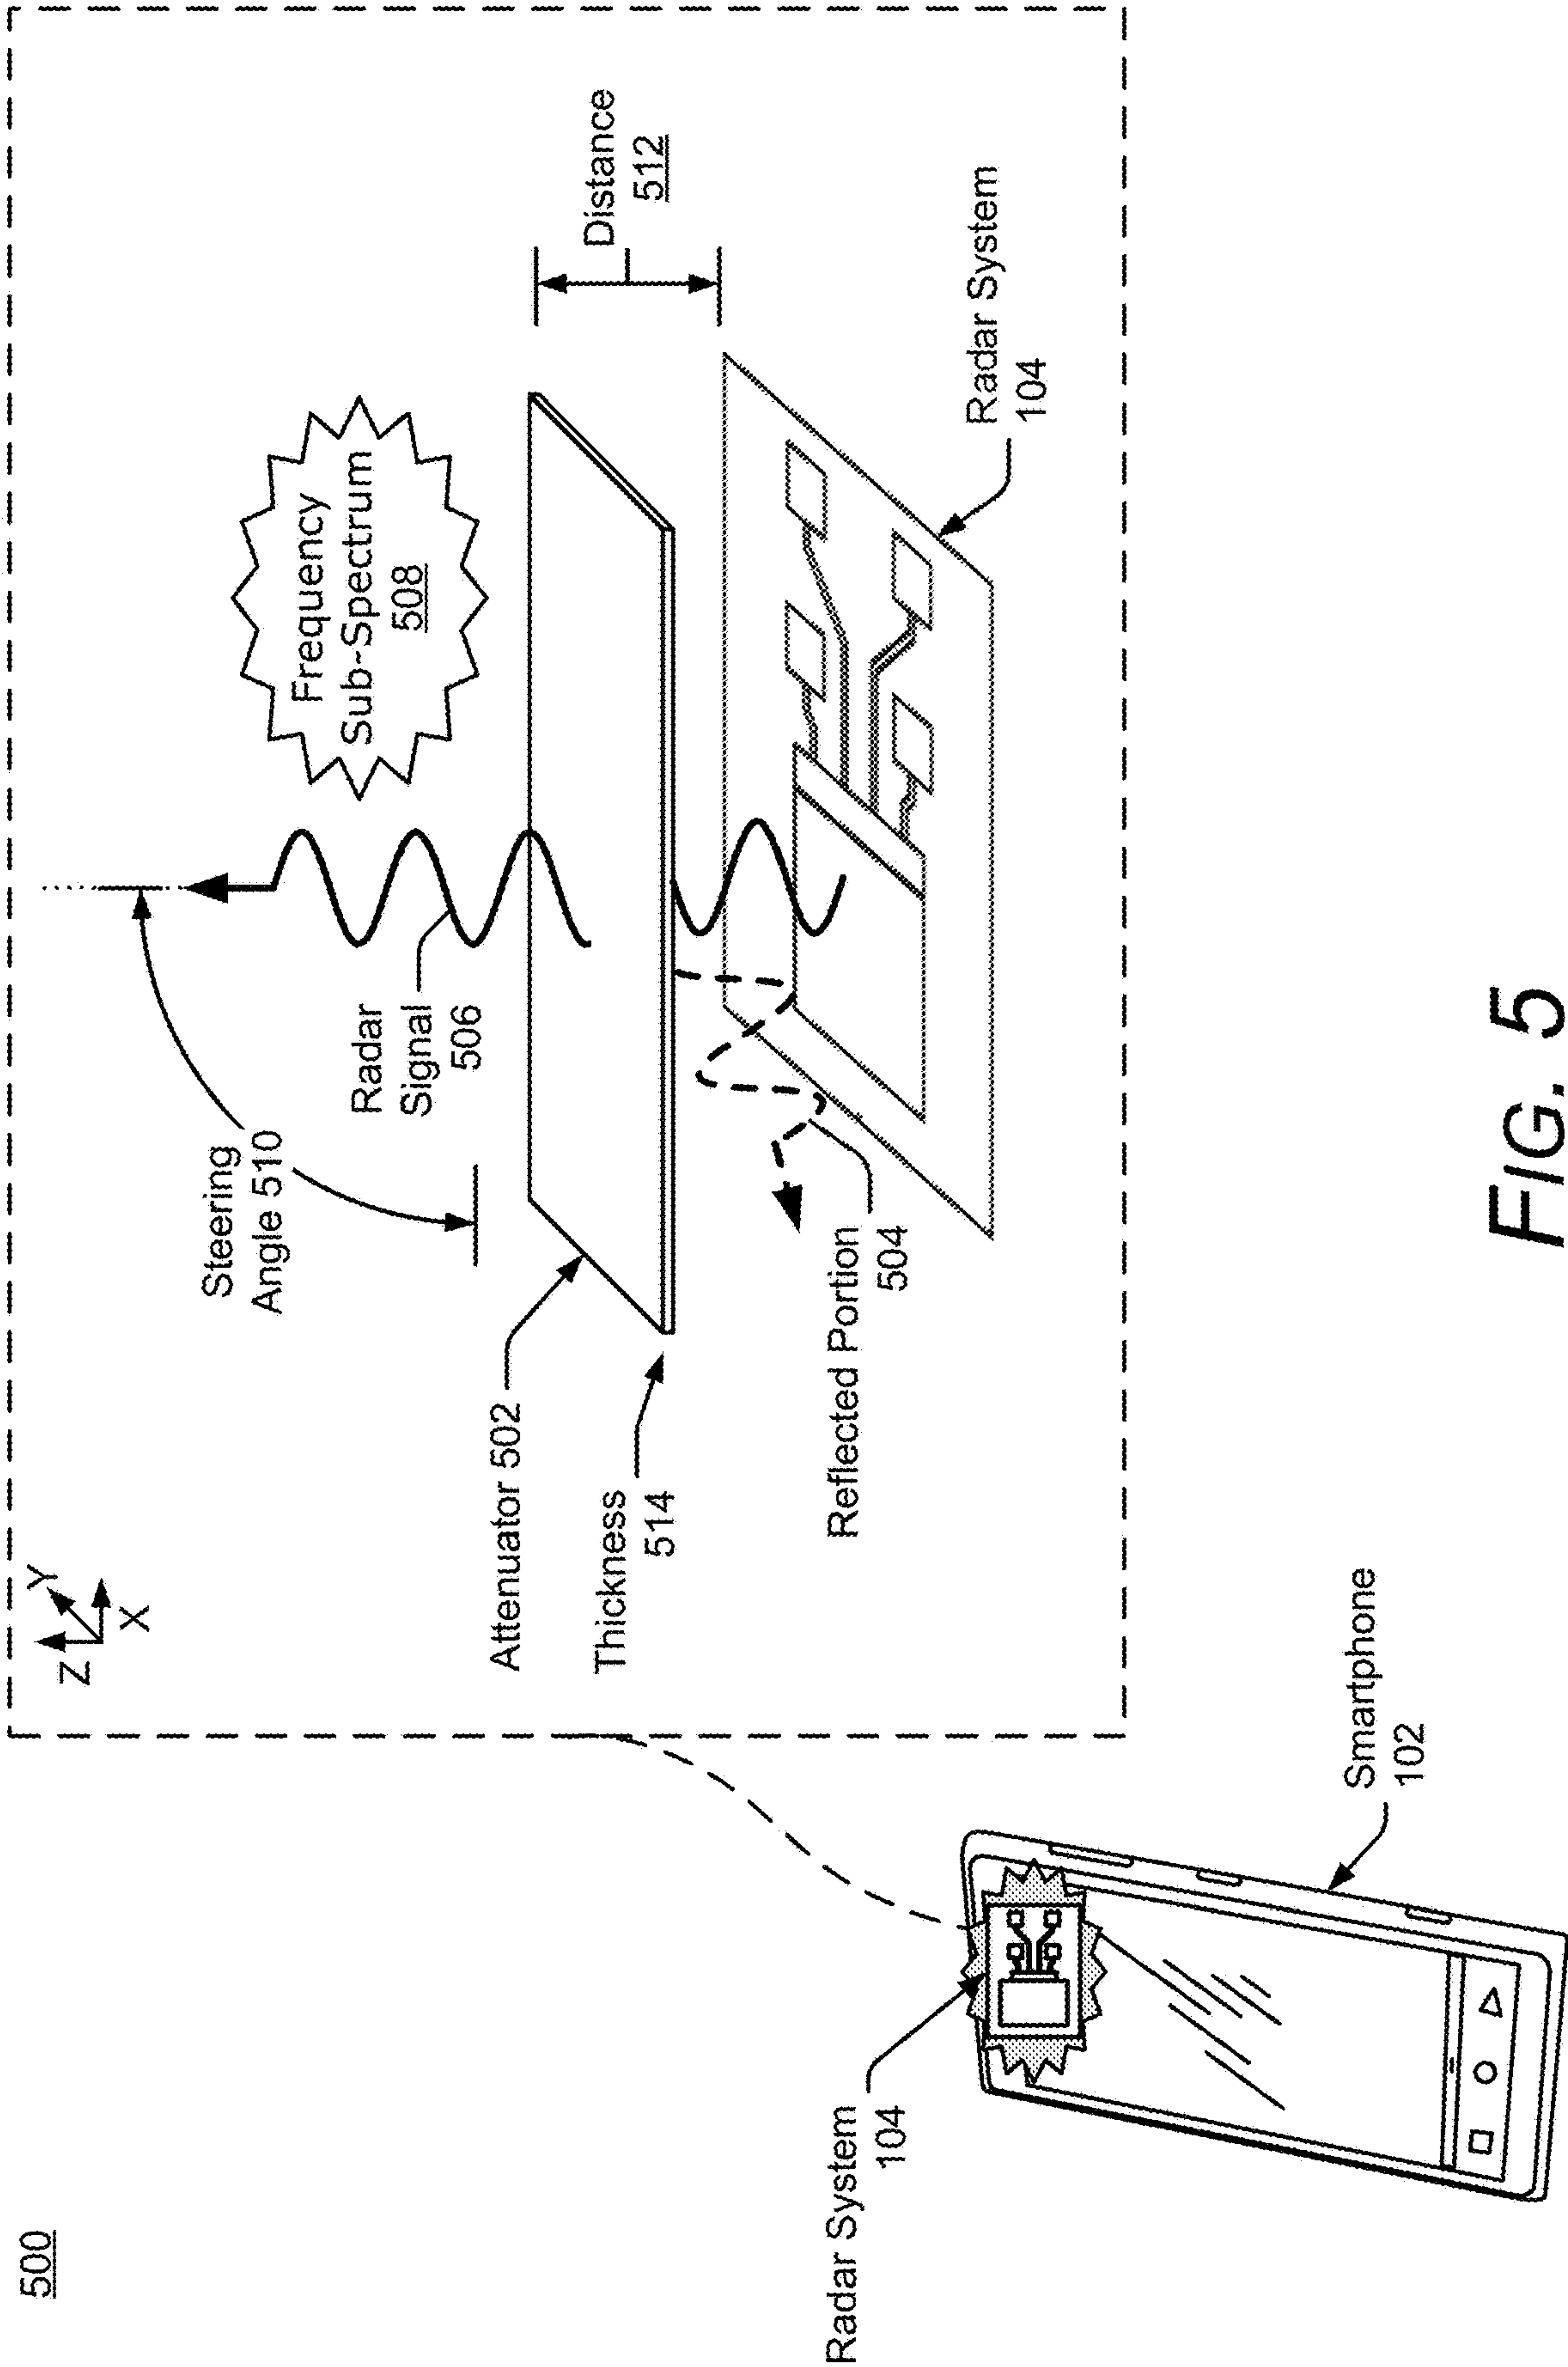 500
Z
Y
X
Steering
Angle 510
Radar
Signal
506
Frequency
Sub-Spectrum
508
Attenuator 502
Thickness
514
Distance
512
Reflected Portion
504
Radar System
104
Radar System
104
Smartphone
102
FIG. 5